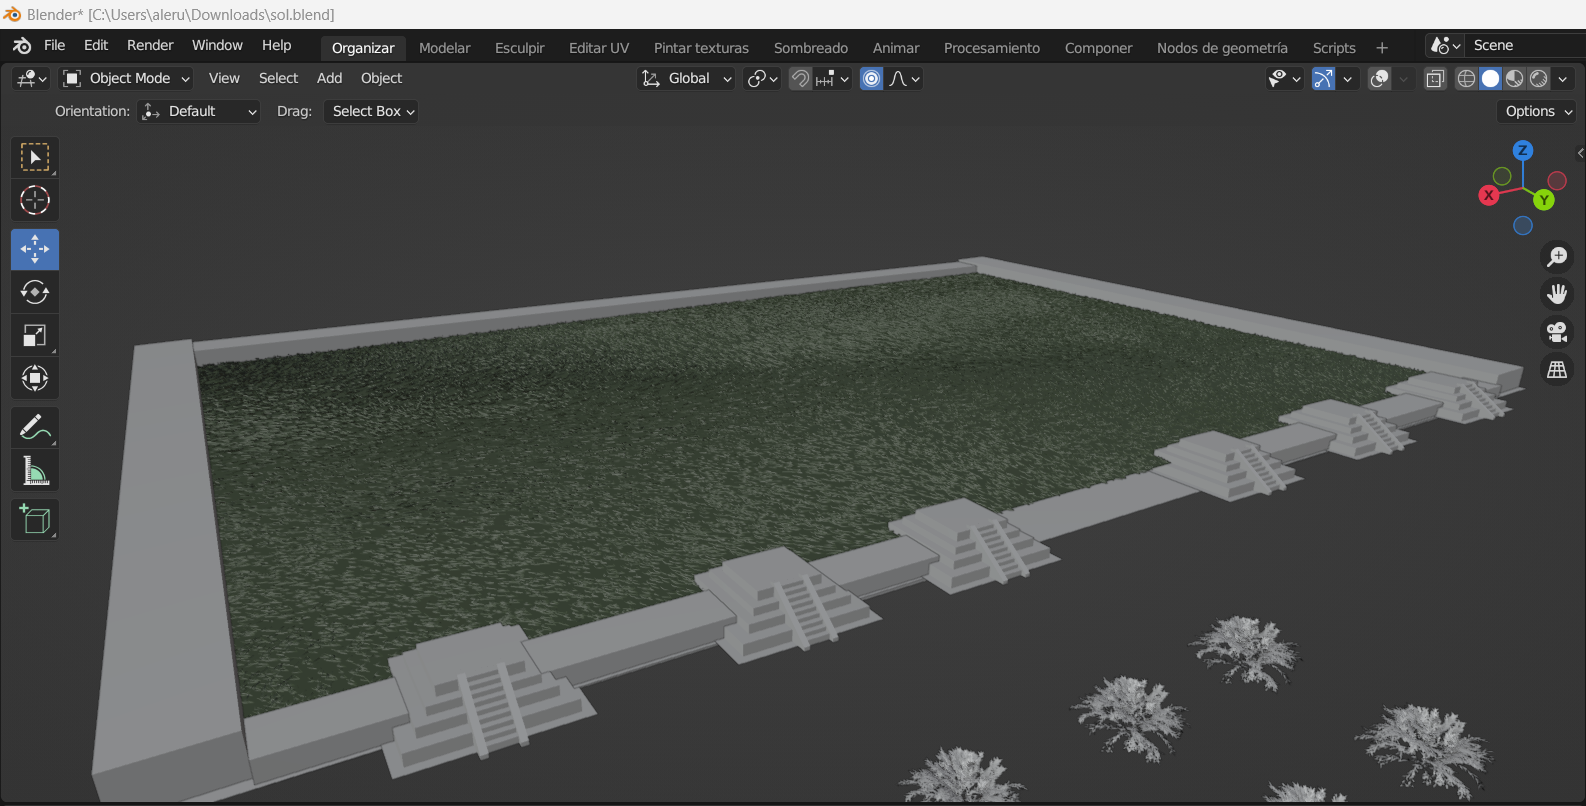 Blender* [C:\Users\aleru\Downloads\sol.blend]
File Edit Render Window Help Organizar Modelar Esculpir Editar UV Pintar texturas Sombreado Animar Procesamiento Componer Nodos de geometría Scripts + Scene
Object Mode View Select Add Object Global
Orientation: Default Drag: Select Box Options
Z
X
Y